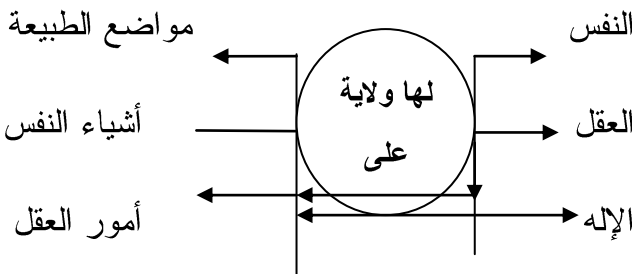 النفس
مواضع الطبيعة
لها ولاية
على
العقل
أشياء النفس
الإله
أمور العقل